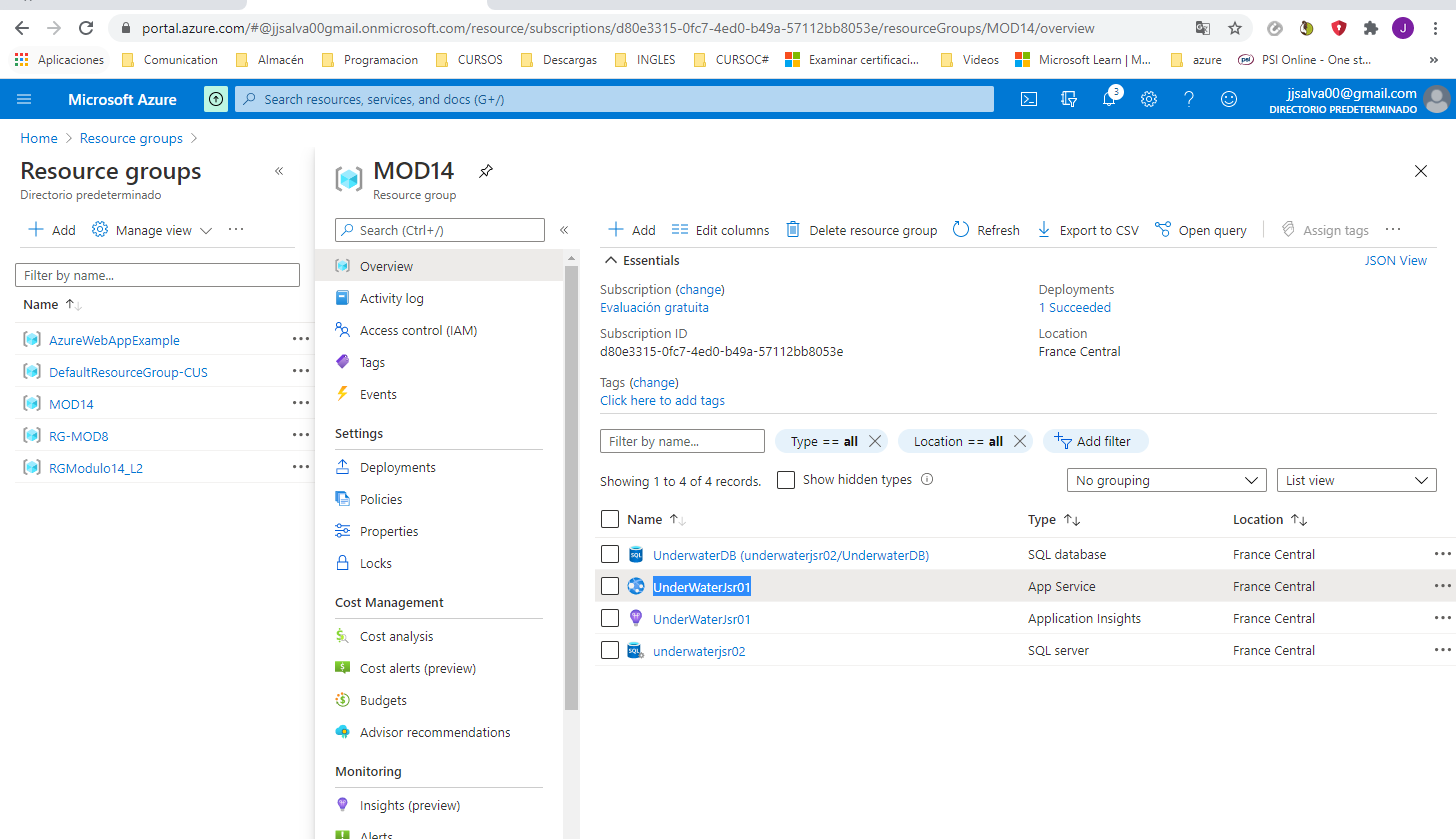 portal.azure.com/#@jjsalva00gmail.onmicrosoft.com/resource/subscriptions/d80e3315-0fc7-4ed0-b49a-57112bb8053e/resourceGroups/MOD14/overview
J
Aplicaciones Comunication Almacén Programacion CURSOS Descargas INGLES CURSOC# Examinar certificaci... Videos Microsoft Learn | M... azure psi PSI Online - One st... »
Microsoft Azure
Search resources, services, and docs (G+/)
3
jjsalva00@gmail.com
DIRECTORIO PREDETERMINADO
Home > Resource groups >
Resource groups
Directorio predeterminado
«
+ Add Manage view ...
Filter by name...
Name ↑↓
AzureWebAppExample ...
DefaultResourceGroup-CUS ...
MOD14 ...
RG-MOD8 ...
RGModulo14_L2 ...
MOD14
Resource group
Search (Ctrl+/)
«
Overview
Activity log
Access control (IAM)
Tags
Events
Settings
Deployments
Policies
Properties
Locks
Cost Management
Cost analysis
Cost alerts (preview)
Budgets
Advisor recommendations
Monitoring
Insights (preview)
Alerts
+ Add Edit columns Delete resource group Refresh Export to CSV Open query Assign tags ...
Essentials
JSON View
Subscription (change)
Evaluación gratuita
Subscription ID
d80e3315-0fc7-4ed0-b49a-57112bb8053e
Tags (change)
Click here to add tags
Deployments
1 Succeeded
Location
France Central
Filter by name... Type == all Location == all Add filter
Showing 1 to 4 of 4 records. Show hidden types No grouping List view
Name ↑↓ Type ↑↓ Location ↑↓
SQL UnderwaterDB (underwaterjsr02/UnderwaterDB) SQL database France Central ...
UnderWaterJsr01 App Service France Central ...
UnderWaterJsr01 Application Insights France Central ...
SQL underwaterjsr02 SQL server France Central ...